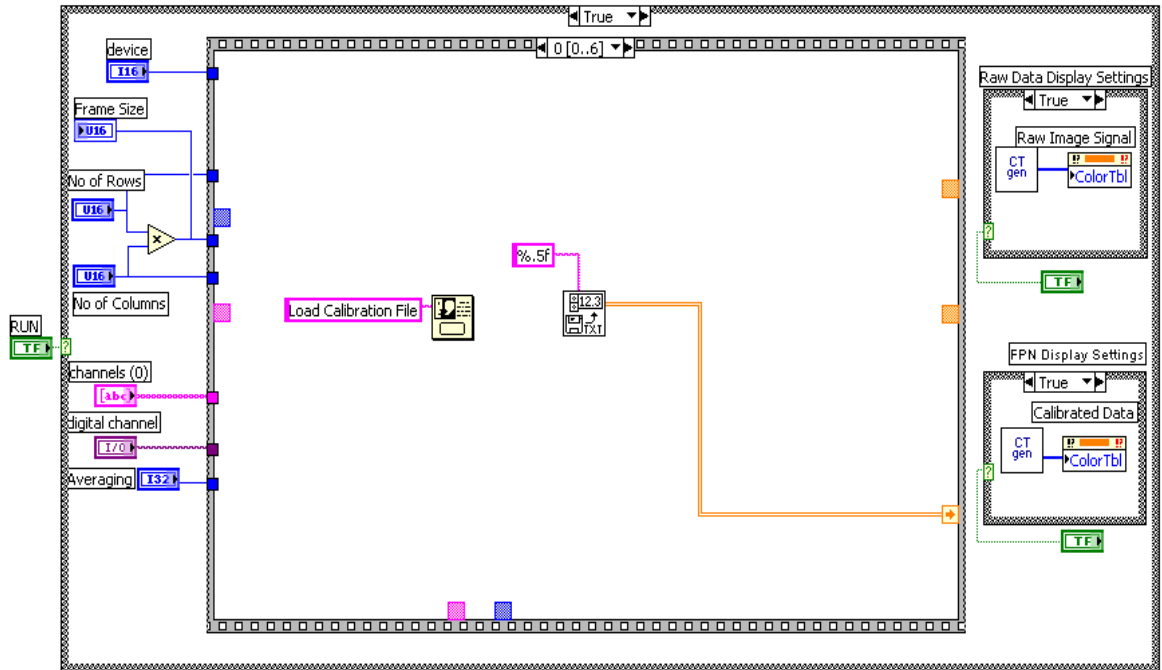 True
device
I16
0 [0..6]
Raw Data Display Settings
True
Frame Size
U16
Raw Image Signal
CT
gen
ColorTbl
No of Rows
U16
x
%.5f
U16
No of Columns
TF
Load Calibration File
12.3
TXT
RUN
TF
?
?
FPN Display Settings
True
channels (0)
[abc]
Calibrated Data
CT
gen
ColorTbl
digital channel
I/O
?
Averaging
I32
TF